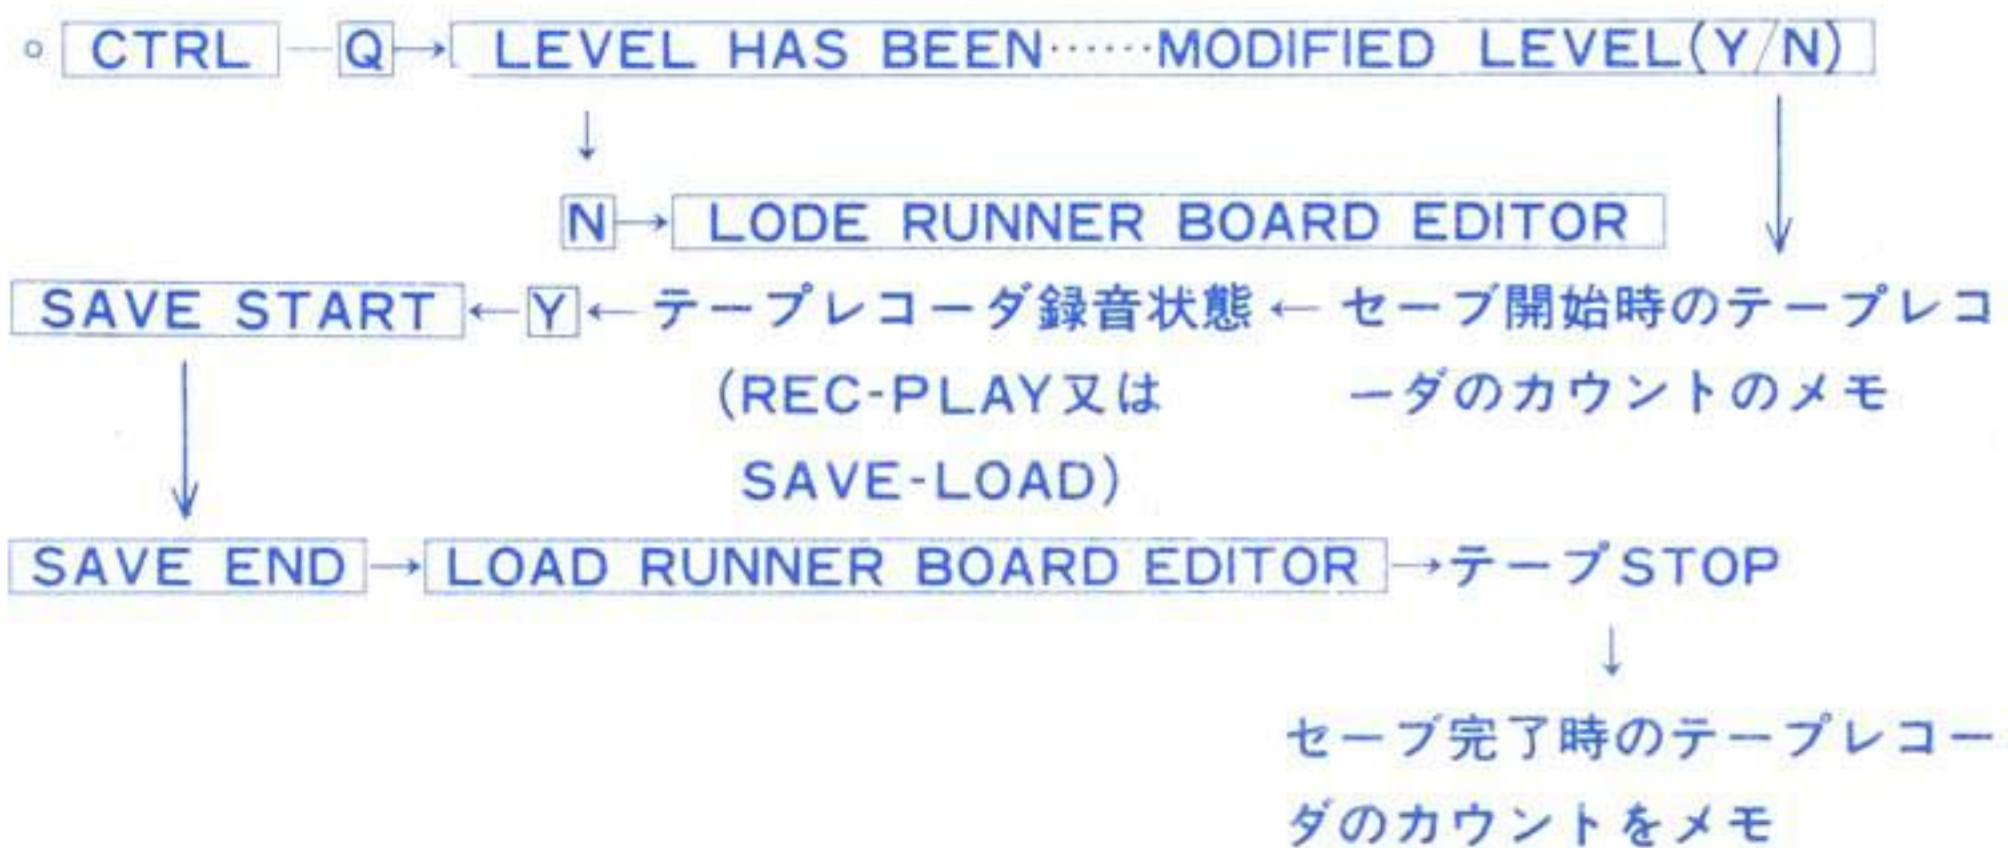 ○ CTRL — Q → LEVEL HAS BEEN……MODIFIED LEVEL(Y/N)
↓
N → LODE RUNNER BOARD EDITOR ↓
SAVE START ← Y ← テープレコーダ録音状態 ← セーブ開始時のテープレコ
(REC-PLAY又は ーダのカウントのメモ
↓ SAVE-LOAD)
SAVE END → LOAD RUNNER BOARD EDITOR → テープSTOP
↓
セーブ完了時のテープレコー
ダのカウントをメモ